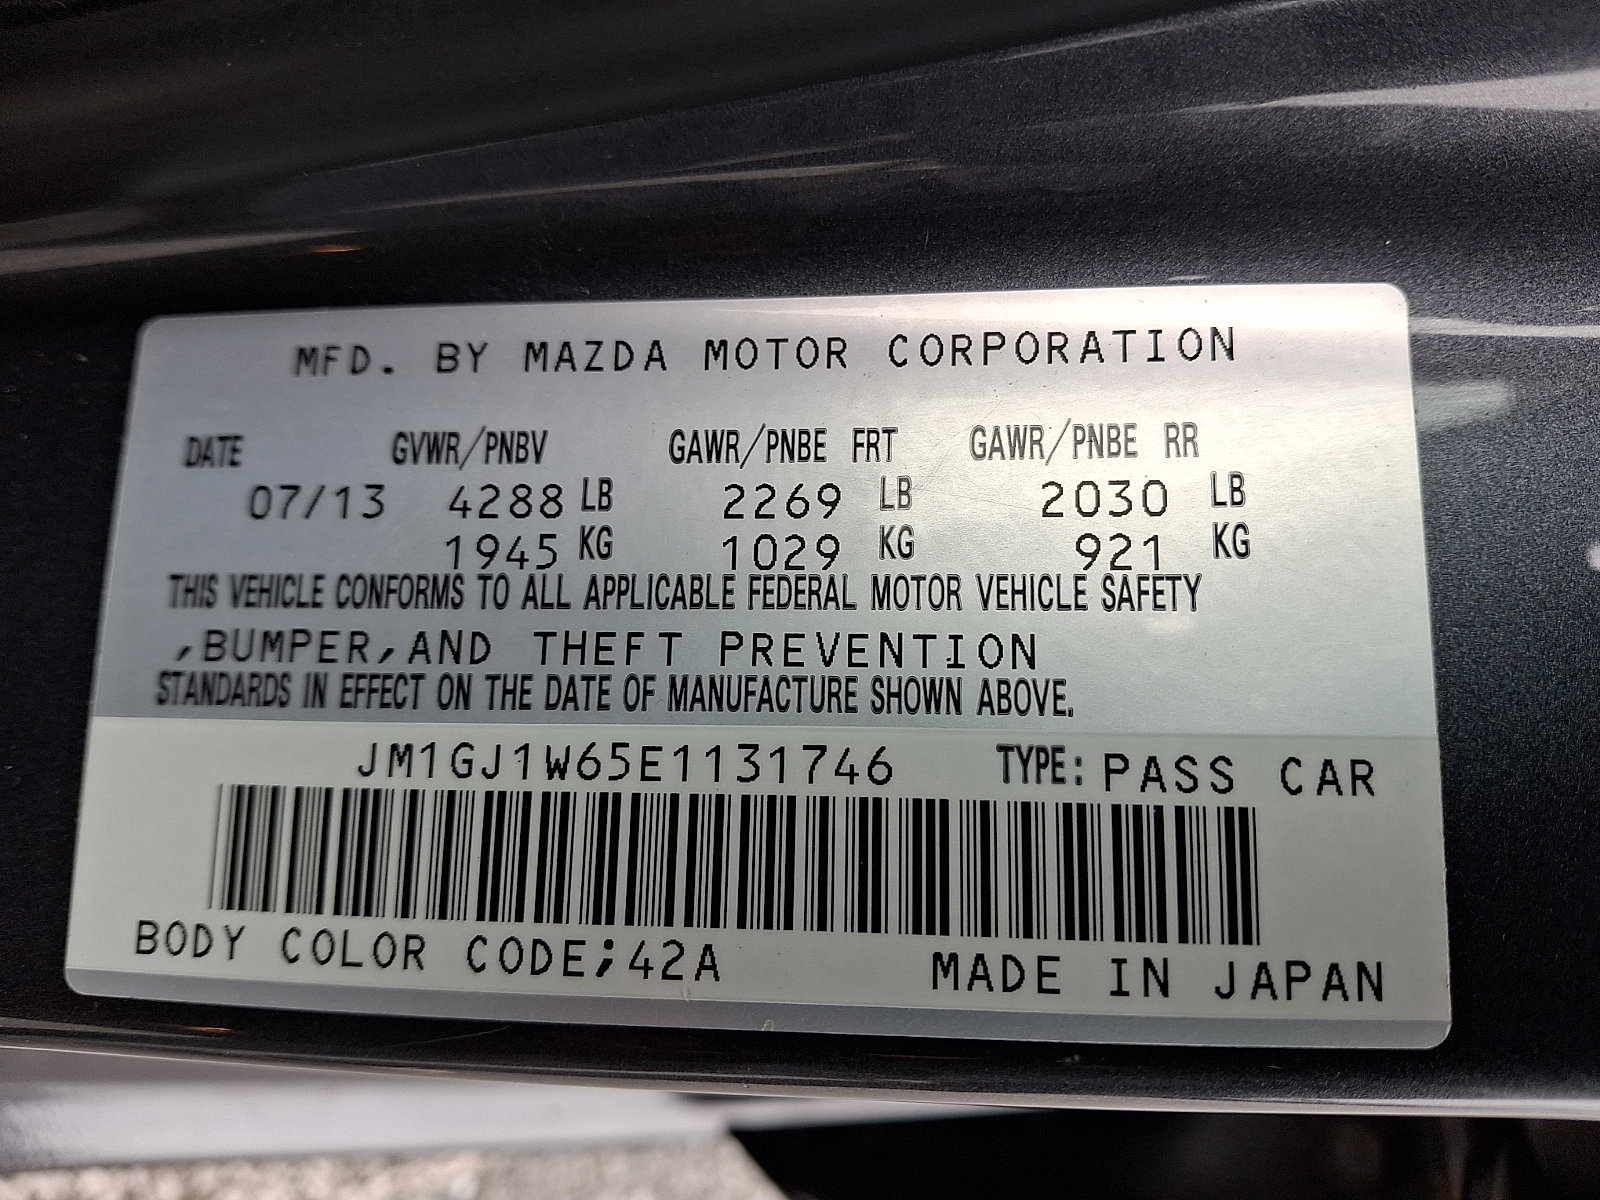 MFD. BY MAZDA MOTOR CORPORATION
DATE GVWR/PNBV GAWR/PNBE FRT GAWR/PNBE RR
07/13 4288 LB 2269 LB 2030 LB
1945 KG 1029 KG 921 KG
THIS VEHICLE CONFORMS TO ALL APPLICABLE FEDERAL MOTOR VEHICLE SAFETY
,BUMPER,AND THEFT PREVENTION
STANDARDS IN EFFECT ON THE DATE OF MANUFACTURE SHOWN ABOVE.
JM1GJ1W65E1131746 TYPE: PASS CAR
BODY COLOR CODE;42A MADE IN JAPAN